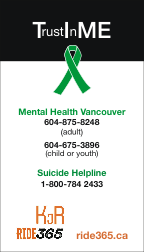 TrustInME
Mental Health Vancouver
604-875-8248
(adult)
604-675-3896
(child or youth)
Suicide Helpline
1-800-784 2433
KJR
RIDE365
ride365.ca